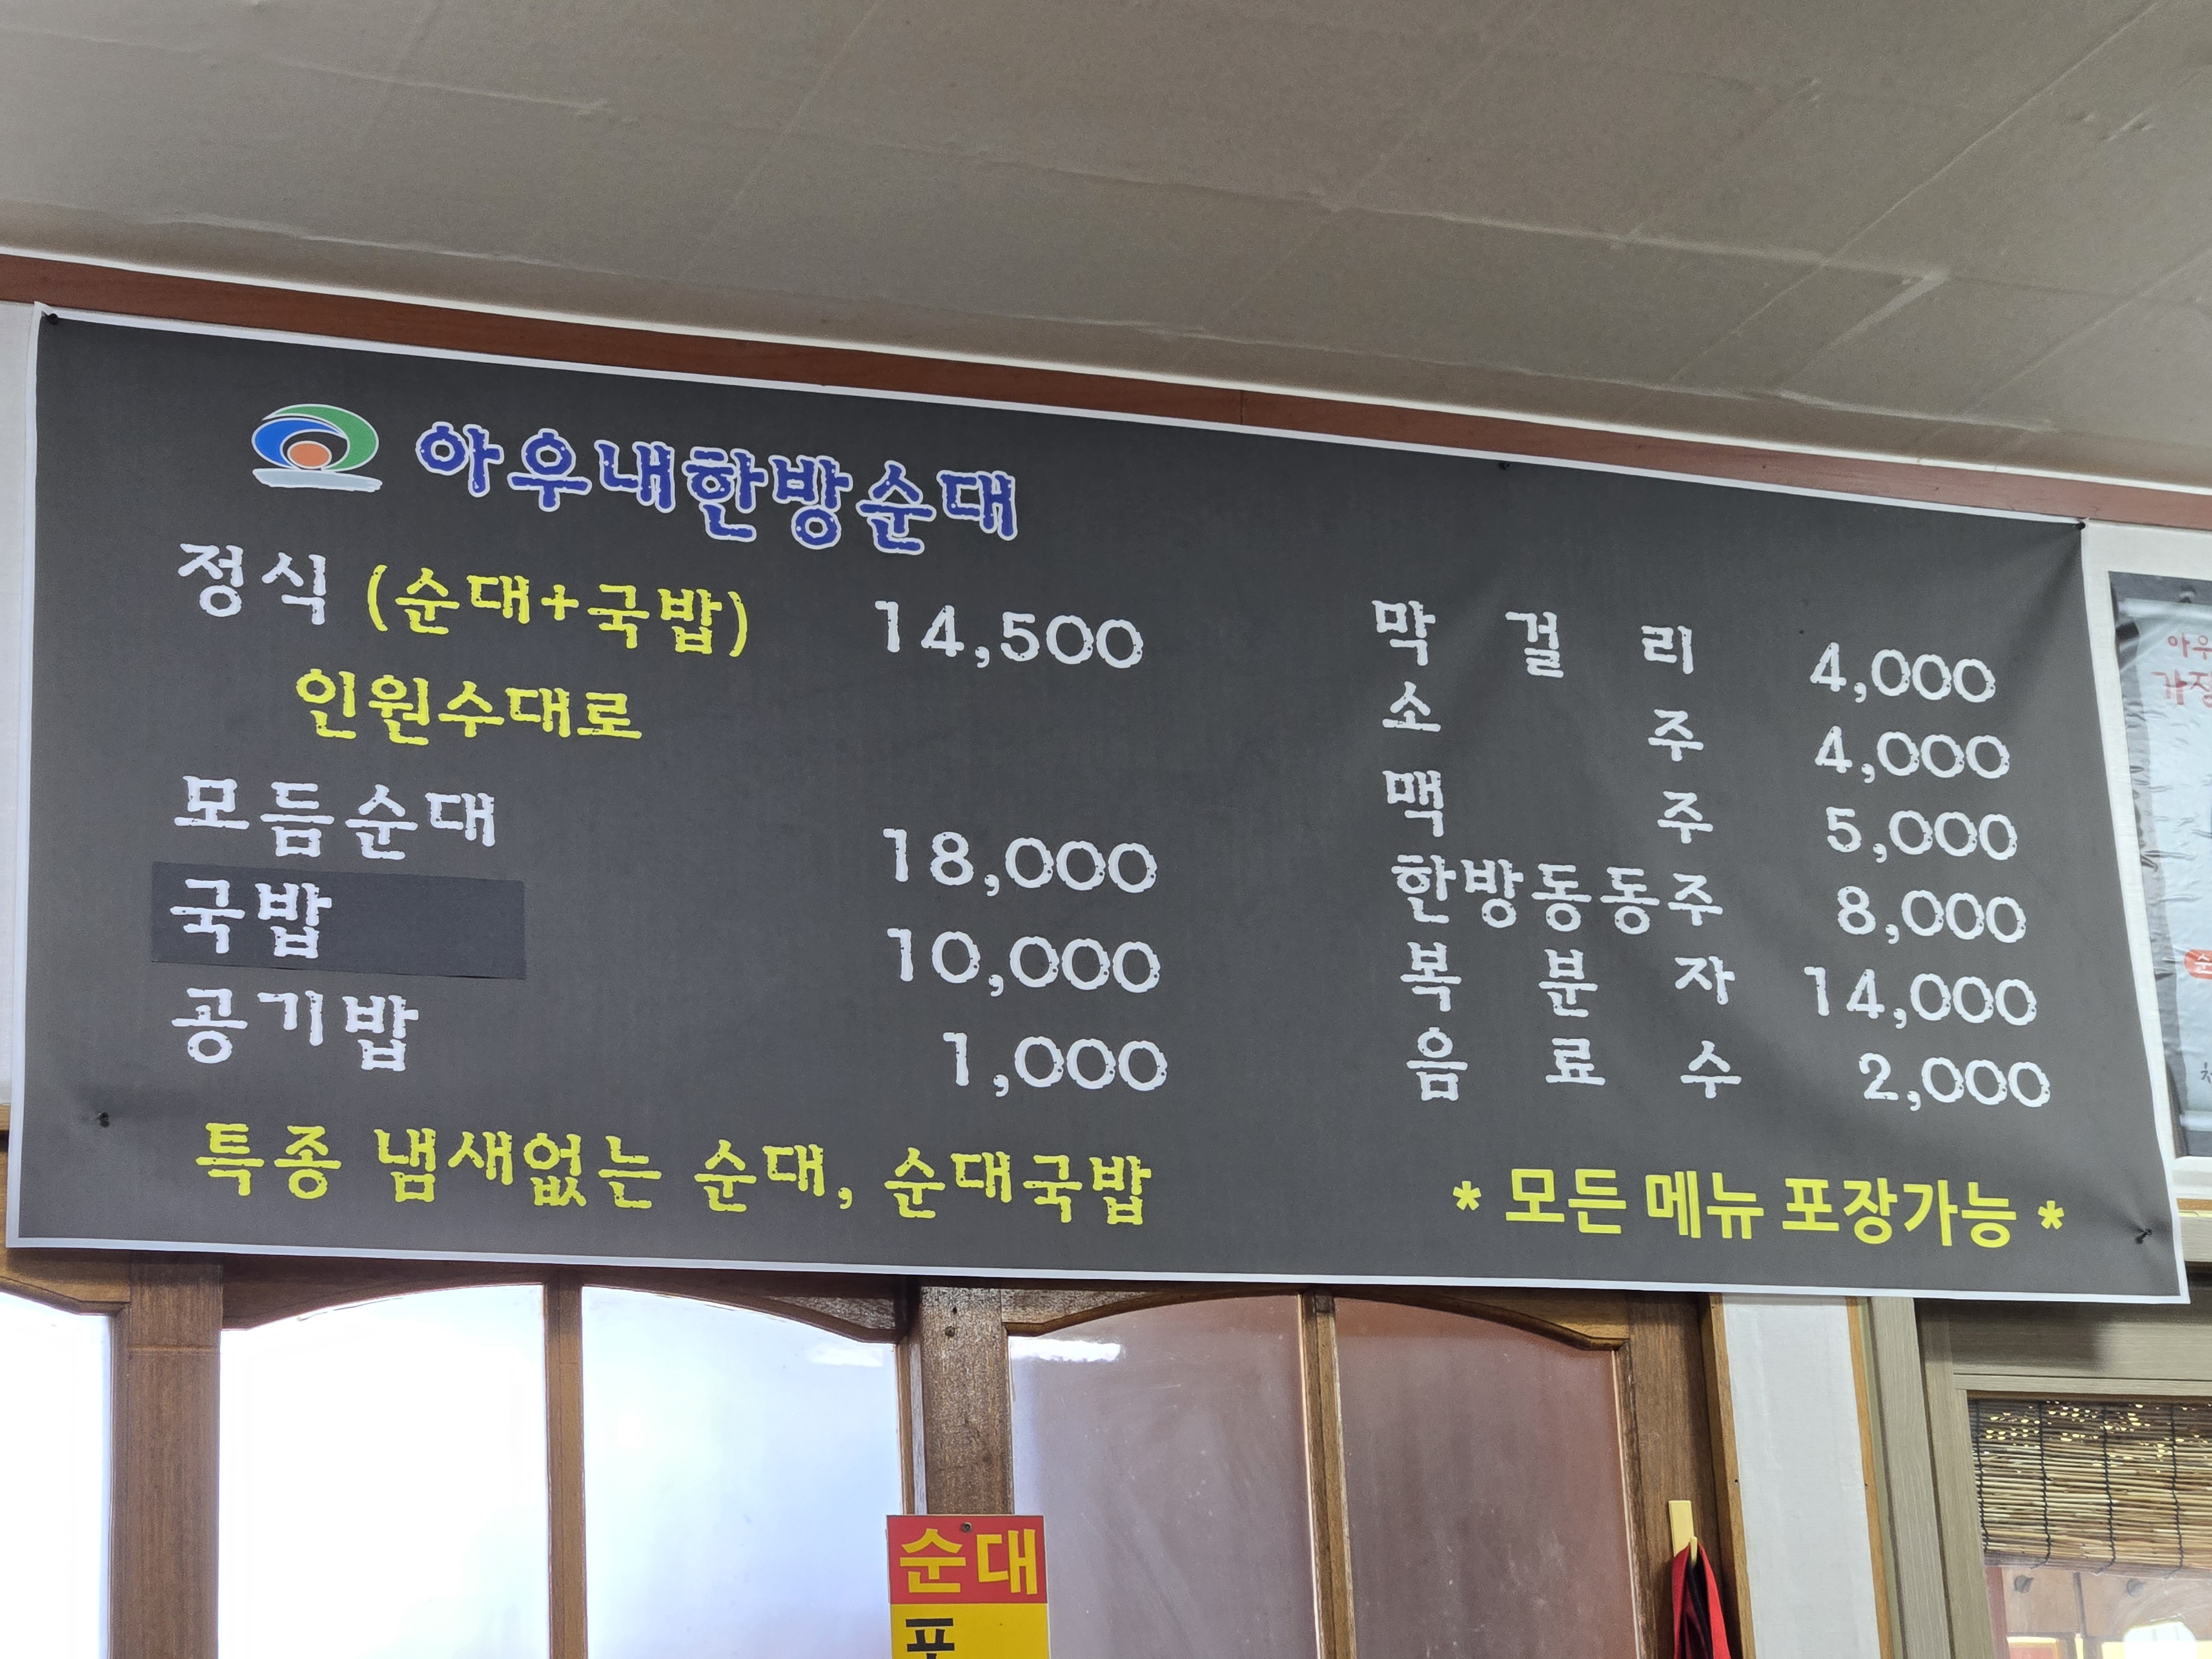 아우내한방순대
정식 (순대+국밥) 14,500
인원수대로
모듬순대 18,000
국밥 10,000
공기밥 1,000
특종 냄새없는 순대, 순대국밥
막걸리 4,000
소주 4,000
맥주 5,000
한방동동주 8,000
복분자 14,000
음료수 2,000
* 모든 메뉴 포장가능 *
순대